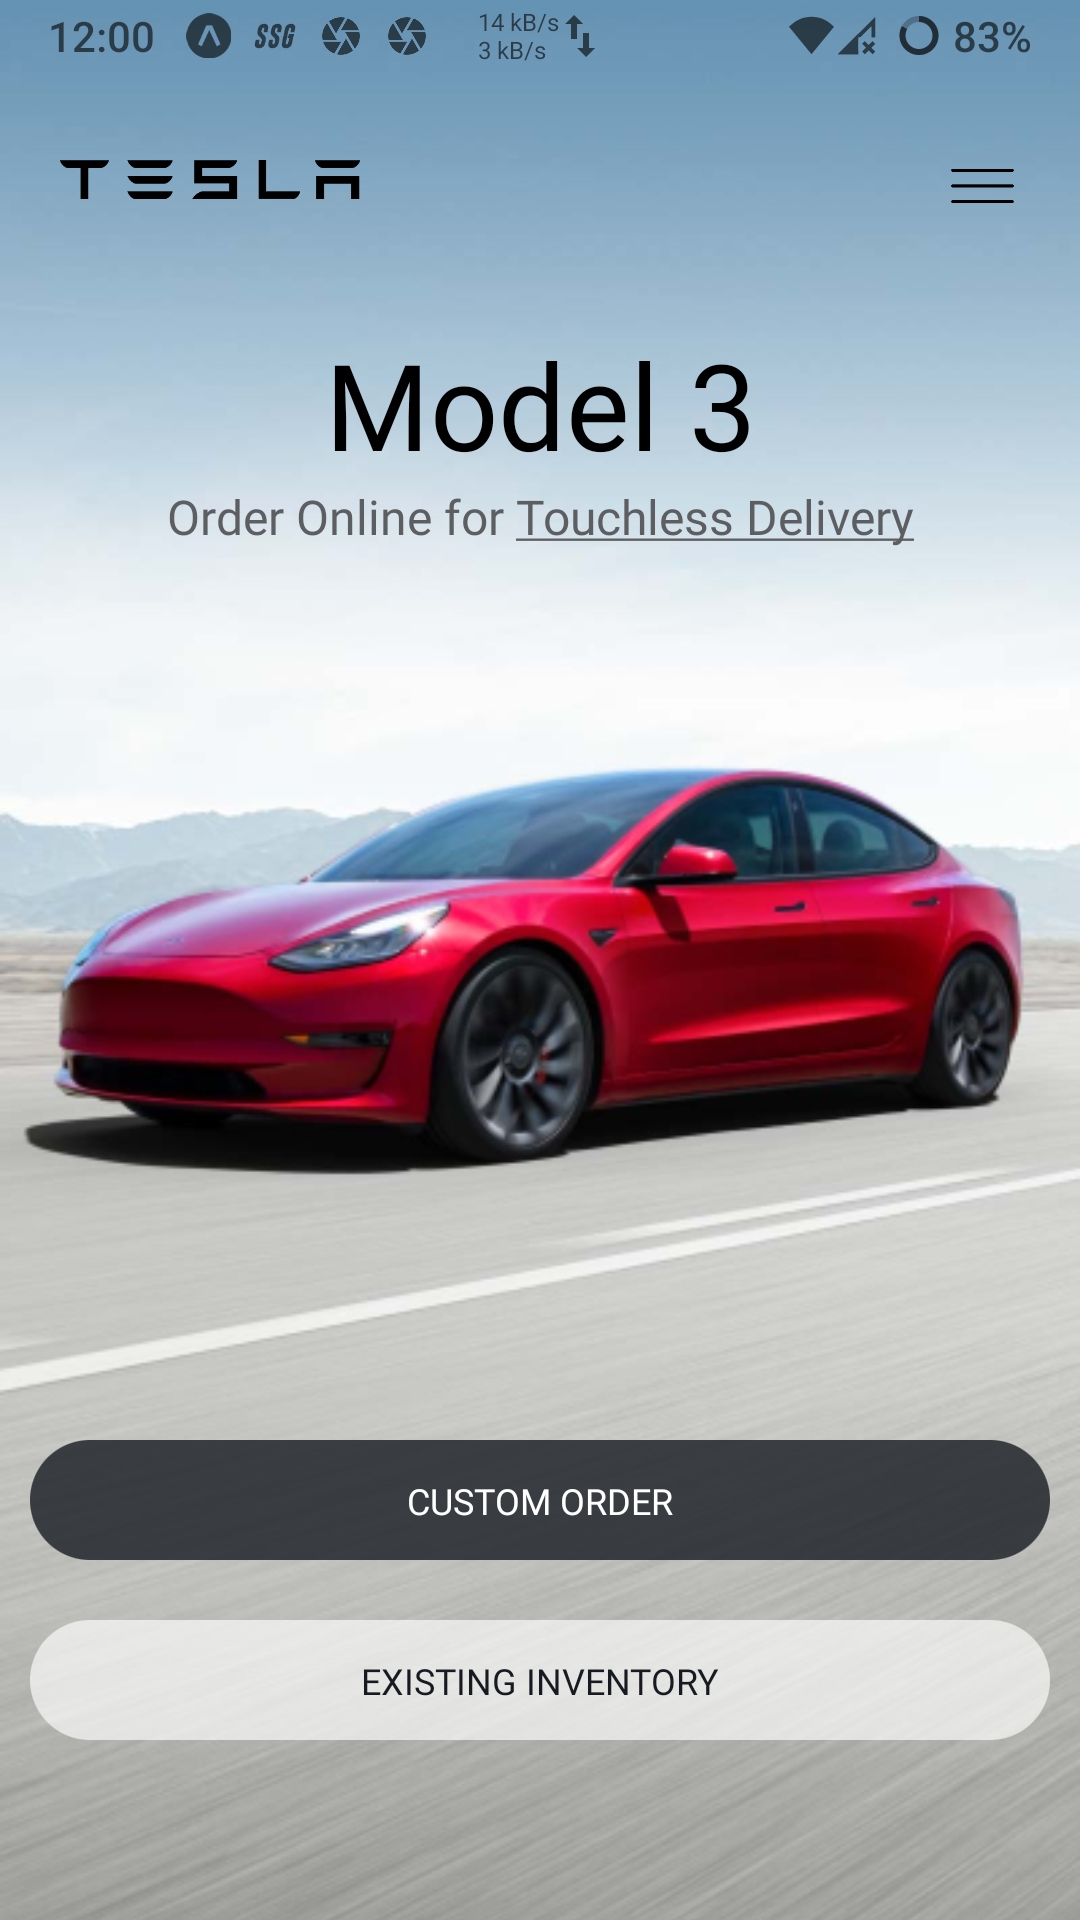 12:00 SSG 14 kB/s 83%
3 kB/s
TESLA
Model 3
Order Online for Touchless Delivery
CUSTOM ORDER
EXISTING INVENTORY